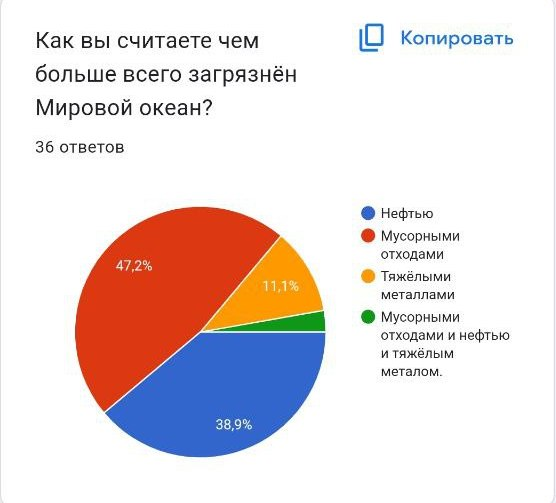 Как вы считаете чем
больше всего загрязнён
Мировой океан?
Копировать
36 ответов
47,2%
11,1%
38,9%
Нефтью
Мусорными
отходами
Тяжёлыми
металлами
Мусорными
отходами и нефтью
и тяжёлым
металом.